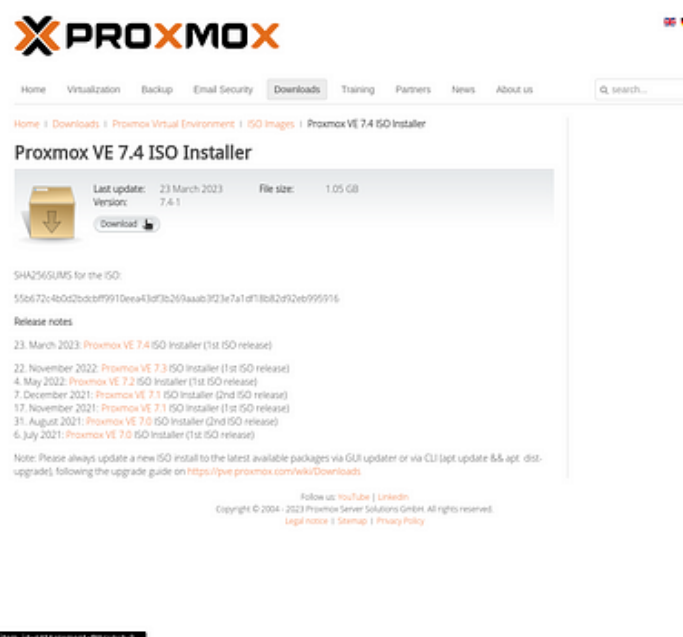 PROXMOX
Home Virtualization Backup Email Security Downloads Training Partners News About us search...
Home | Downloads | Proxmox Virtual Environment | ISO Images | Proxmox VE 7.4 ISO Installer
Proxmox VE 7.4 ISO Installer
Last update: 23 March 2023 File size: 1.05 GB
Version: 7.4-1
Download
SHA256SUMS for the ISO:
55b672c4b0d2bdcbff9910eea43df3b269aaab3f23e7a1df18b82d92eb995916
Release notes
23. March 2023: Proxmox VE 7.4 ISO Installer (1st ISO release)
22. November 2022: Proxmox VE 7.3 ISO Installer (1st ISO release)
4. May 2022: Proxmox VE 7.2 ISO Installer (1st ISO release)
7. December 2021: Proxmox VE 7.1 ISO Installer (2nd ISO release)
17. November 2021: Proxmox VE 7.1 ISO Installer (1st ISO release)
31. August 2021: Proxmox VE 7.0 ISO Installer (2nd ISO release)
6. July 2021: Proxmox VE 7.0 ISO Installer (1st ISO release)
Note: Please always update a new ISO install to the latest available packages via GUI updater or via CLI (apt update && apt dist-
upgrade), following the upgrade guide on https://pve.proxmox.com/wiki/Downloads
Follow us: YouTube | LinkedIn
Copyright © 2004 - 2023 Proxmox Server Solutions GmbH. All rights reserved.
Legal notice | Sitemap | Privacy Policy